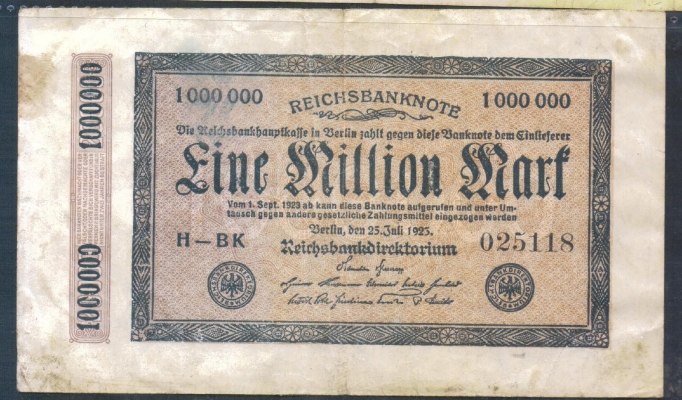 1000000
1000000
1 000 000
REICHSBANKNOTE
1 000 000
Die Reichsbankhauptkasse in Berlin zahlt gegen diese Banknote dem Einlieferer
Eine Million Mark
Vom 1. Sept. 1923 ab kann diese Banknote aufgerufen und unter Um-
tausch gegen andere gesetzliche Zahlungsmittel eingezogen werden
Berlin, den 25. Juli 1923.
H–BK
Reichsbankdirektorium
025118